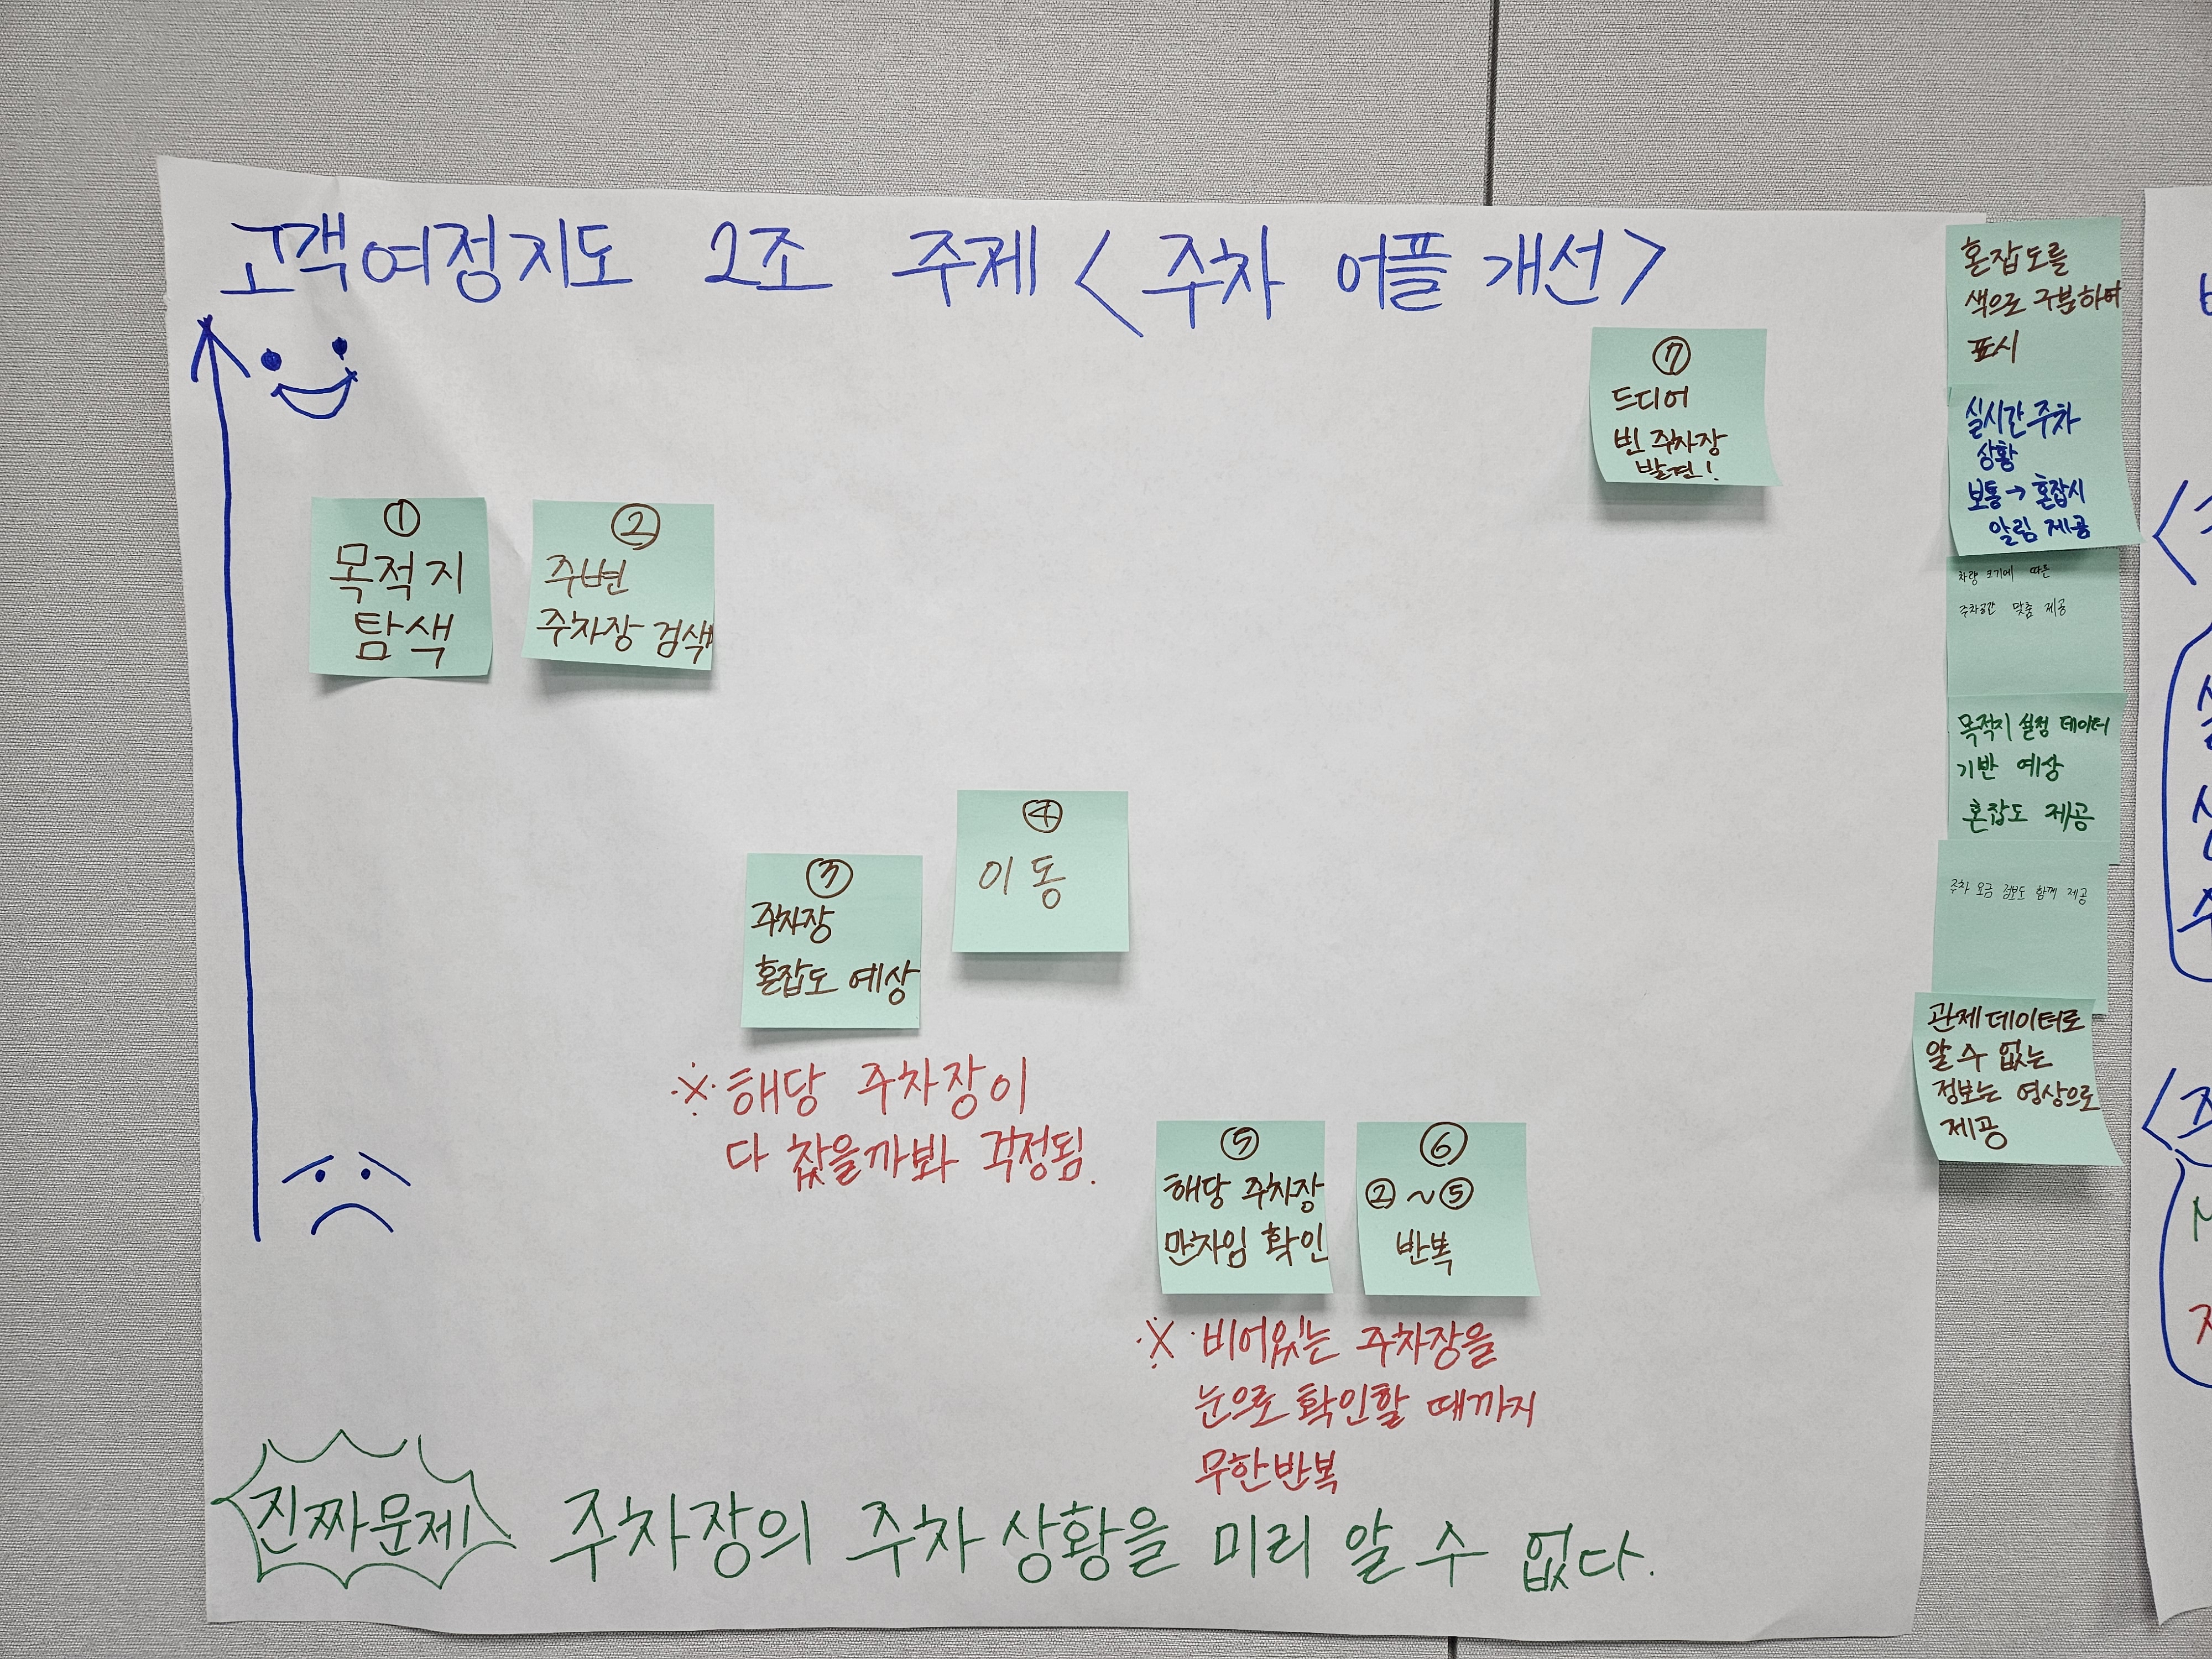 고객여정지도 2조 주제 <주차 어플 개선>
①
목적지
탐색
②
주변
주차장 검색
③
주차장
혼잡도 예상
※ 해당 주차장이
다 찼을까봐 걱정됨.
④
이동
⑤
해당 주차장
만차임 확인
⑥
②~⑤
반복
※ 비어있는 주차장을
눈으로 확인할 때까지
무한반복
⑦
드디어
빈 주차장
발견!
진짜문제
주차장의 주차 상황을 미리 알 수 없다.
혼잡도를
색으로 구분하여
표시
실시간 주차
상황
보통→혼잡시
알림 제공
차량 크기에 따른
주차공간 맞춤 제공
목적지 설정 데이터
기반 예상
혼잡도 제공
주차 요금 정보도 함께 제공
관제데이터로
알 수 없는
정보는 영상으로
제공